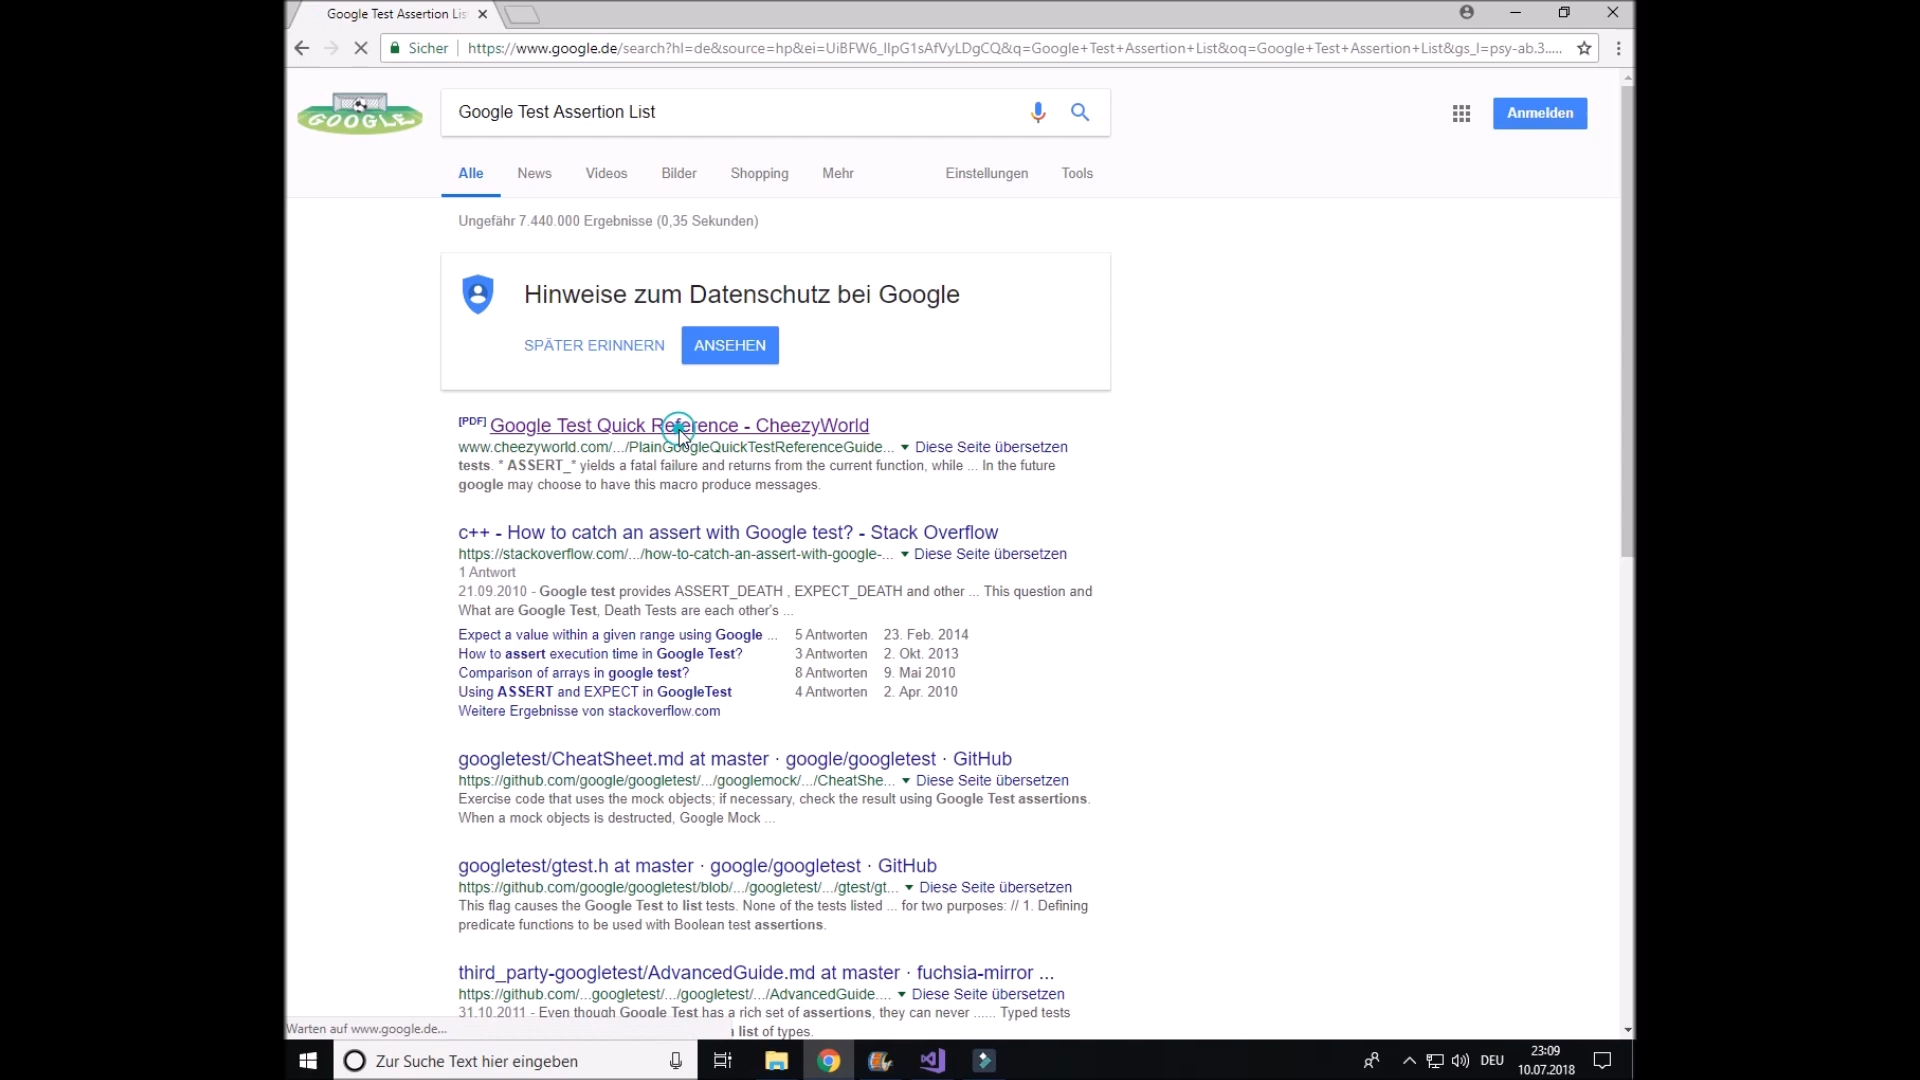 Google Test Assertion Lis
Sicher
https://www.google.de/search?hl=de&source=hp&ei=UiBFW6_IIpG1sAfVyLDgCQ&q=Google+Test+Assertion+List&oq=Google+Test+Assertion+List&gs_l=psy-ab.3....
GOOGLE
Google Test Assertion List
Anmelden
Alle News Videos Bilder Shopping Mehr Einstellungen Tools
Ungefähr 7.440.000 Ergebnisse (0,35 Sekunden)
Hinweise zum Datenschutz bei Google
SPÄTER ERINNERN ANSEHEN
[PDF] Google Test Quick Reference - CheezyWorld
www.cheezyworld.com/.../PlainGoogleQuickTestReferenceGuide... Diese Seite übersetzen
tests. * ASSERT_* yields a fatal failure and returns from the current function, while ... In the future
google may choose to have this macro produce messages.
c++ - How to catch an assert with Google test? - Stack Overflow
https://stackoverflow.com/.../how-to-catch-an-assert-with-google-... Diese Seite übersetzen
1 Antwort
21.09.2010 - Google test provides ASSERT_DEATH , EXPECT_DEATH and other ... This question and
What are Google Test, Death Tests are each other's ...
Expect a value within a given range using Google ... 5 Antworten 23. Feb. 2014
How to assert execution time in Google Test? 3 Antworten 2. Okt. 2013
Comparison of arrays in google test? 8 Antworten 9. Mai 2010
Using ASSERT and EXPECT in GoogleTest 4 Antworten 2. Apr. 2010
Weitere Ergebnisse von stackoverflow.com
googletest/CheatSheet.md at master · google/googletest · GitHub
https://github.com/google/googletest/.../googlemock/.../CheatShe... Diese Seite übersetzen
Exercise code that uses the mock objects; if necessary, check the result using Google Test assertions.
When a mock objects is destructed, Google Mock ...
googletest/gtest.h at master · google/googletest · GitHub
https://github.com/google/googletest/blob/.../googletest/.../gtest/gt... Diese Seite übersetzen
This flag causes the Google Test to list tests. None of the tests listed ... for two purposes: // 1. Defining
predicate functions to be used with Boolean test assertions.
third_party-googletest/AdvancedGuide.md at master · fuchsia-mirror ...
https://github.com/...googletest/.../googletest/.../AdvancedGuide.... Diese Seite übersetzen
31.10.2011 - Even though Google Test has a rich set of assertions, they can never ...... Typed tests
a list of types.
Warten auf www.google.de...
Zur Suche Text hier eingeben
DEU
23:09
10.07.2018